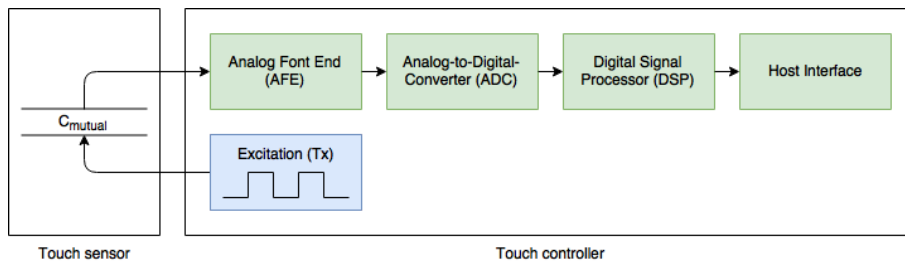 Analog Font End
(AFE)
Analog-to-Digital-
Converter (ADC)
Digital Signal
Processor (DSP)
Host Interface
Cmutual
Excitation (Tx)
Touch sensor
Touch controller